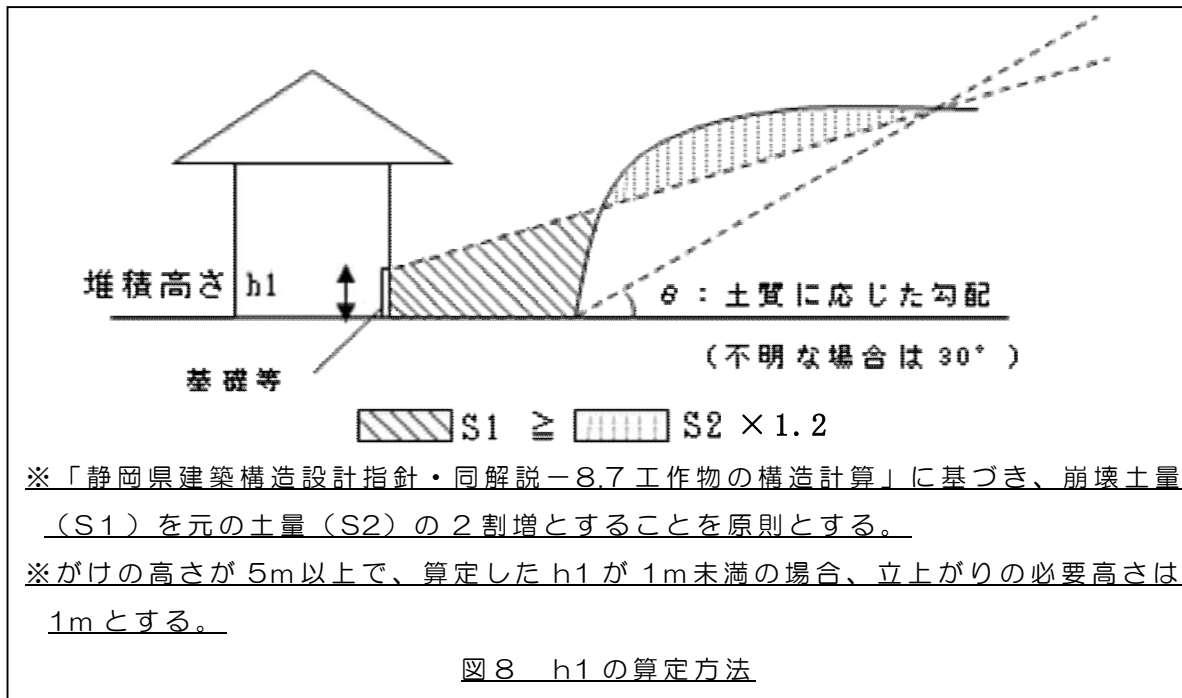 堆積高さ h1
θ：土質に応じた勾配
（不明な場合は 30°）
基礎等
S1 ≧ S2 ×1.2
※「静岡県建築構造設計指針・同解説－8.7 工作物の構造計算」に基づき、崩壊土量
（S1）を元の土量（S2）の 2 割増とすることを原則とする。
※がけの高さが 5m 以上で、算定した h1 が 1m 未満の場合、立上がりの必要高さは
1m とする。
図８　h1 の算定方法